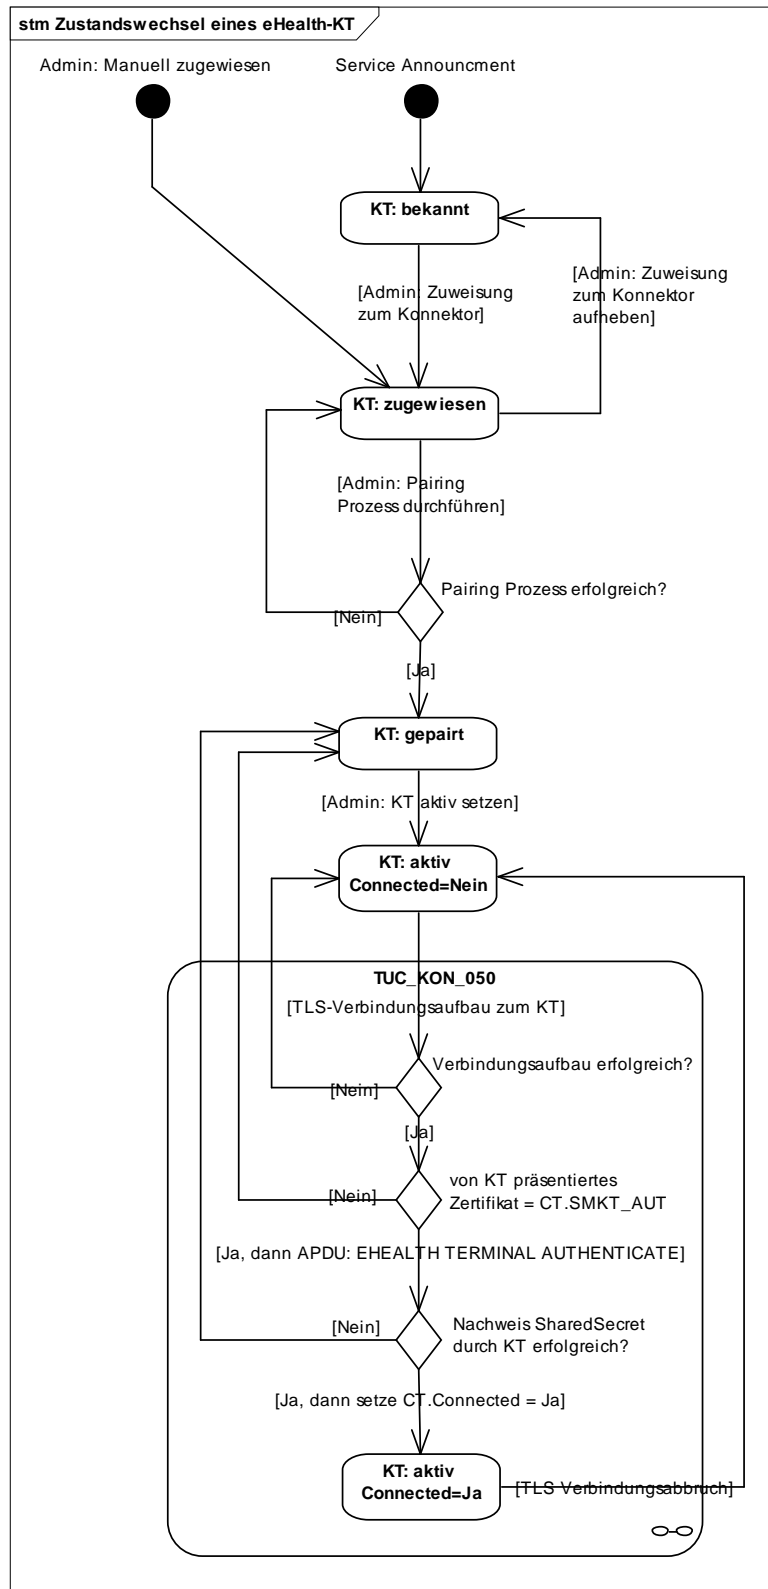 stm Zustandswechsel eines eHealth-KT
Admin: Manuell zugewiesen
Service Announcment
KT: bekannt
[Admin: Zuweisung
zum Konnektor]
[Admin: Zuweisung
zum Konnektor
aufheben]
KT: zugewiesen
[Admin: Pairing
Prozess durchführen]
Pairing Prozess erfolgreich?
[Nein]
[Ja]
KT: gepairt
[Admin: KT aktiv setzen]
KT: aktiv
Connected=Nein
TUC_KON_050
[TLS-Verbindungsaufbau zum KT]
Verbindungsaufbau erfolgreich?
[Nein]
[Ja]
von KT präsentiertes
Zertifikat = CT.SMKT_AUT
[Nein]
[Ja, dann APDU: EHEALTH TERMINAL AUTHENTICATE]
Nachweis SharedSecret
durch KT erfolgreich?
[Nein]
[Ja, dann setze CT.Connected = Ja]
KT: aktiv
Connected=Ja
[TLS Verbindungsabbruch]